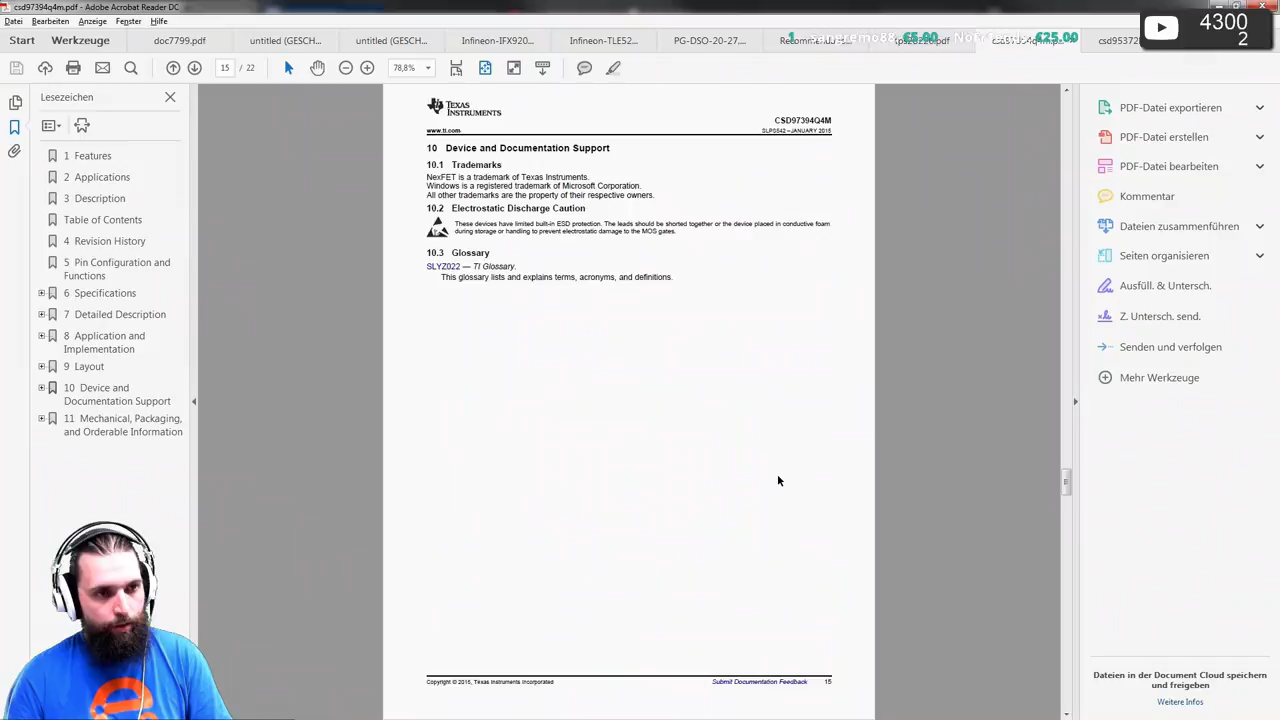 csd97394q4m.pdf - Adobe Acrobat Reader DC
Datei Bearbeiten Anzeige Fenster Hilfe
4300
2
Start Werkzeuge doc7799.pdf untitled (GESCH... untitled (GESCH... Infineon-TLE52... PG-DSO-20-27,...
1 sangremo88 €5.00 €25.00
15 / 22 78,8%
Lesezeichen
1 Features
2 Applications
3 Description
Table of Contents
4 Revision History
5 Pin Configuration and
Functions
6 Specifications
7 Detailed Description
8 Application and
Implementation
9 Layout
10 Device and
Documentation Support
11 Mechanical, Packaging,
and Orderable Information
TEXAS
INSTRUMENTS
CSD97394Q4M
www.ti.com SLPS542 –JANUARY 2015
10 Device and Documentation Support
10.1 Trademarks
NexFET is a trademark of Texas Instruments.
Windows is a registered trademark of Microsoft Corporation.
All other trademarks are the property of their respective owners.
10.2 Electrostatic Discharge Caution
These devices have limited built-in ESD protection. The leads should be shorted together or the device placed in conductive foam
during storage or handling to prevent electrostatic damage to the MOS gates.
10.3 Glossary
SLYZ022 — TI Glossary.
This glossary lists and explains terms, acronyms, and definitions.
Copyright © 2015, Texas Instruments Incorporated Submit Documentation Feedback 15
PDF-Datei exportieren
PDF-Datei erstellen
PDF-Datei bearbeiten
Kommentar
Dateien zusammenführen
Seiten organisieren
Ausfüll. & Untersch.
Z. Untersch. send.
Senden und verfolgen
Mehr Werkzeuge
Dateien in der Document Cloud speichern
und freigeben
Weitere Infos